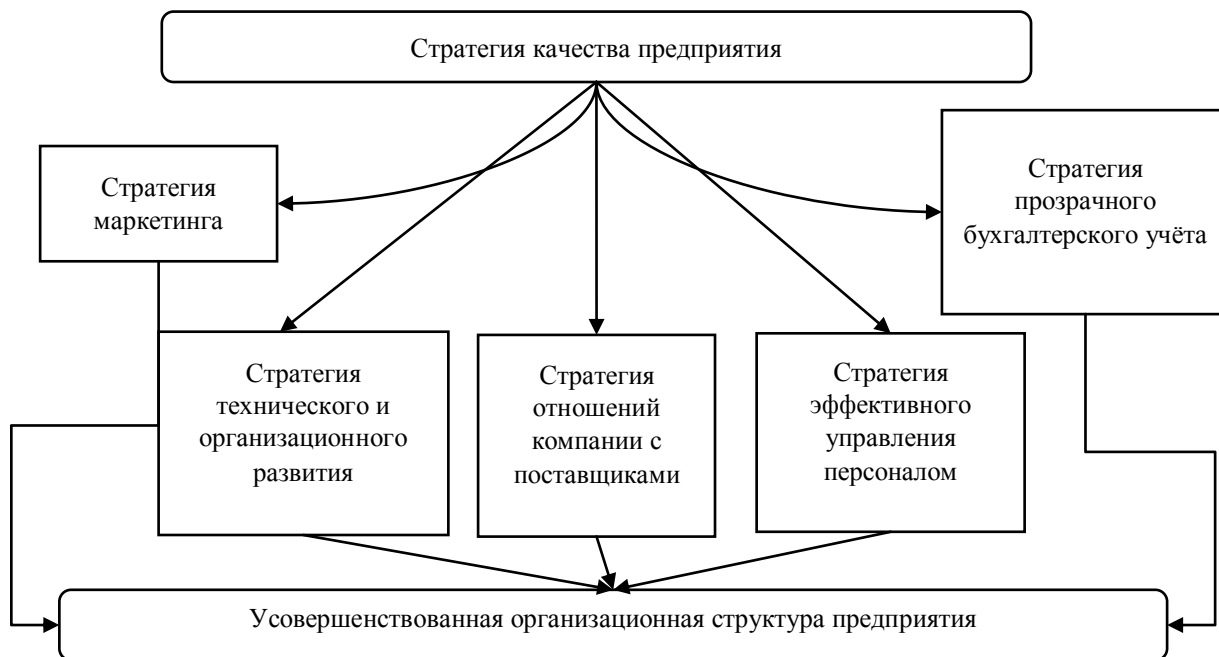 Стратегия качества предприятия
Стратегия
маркетинга
Стратегия
прозрачного
бухгалтерского учёта
Стратегия
технического и
организационного
развития
Стратегия
отношений
компании с
поставщиками
Стратегия
эффективного
управления
персоналом
Усовершенствованная организационная структура предприятия